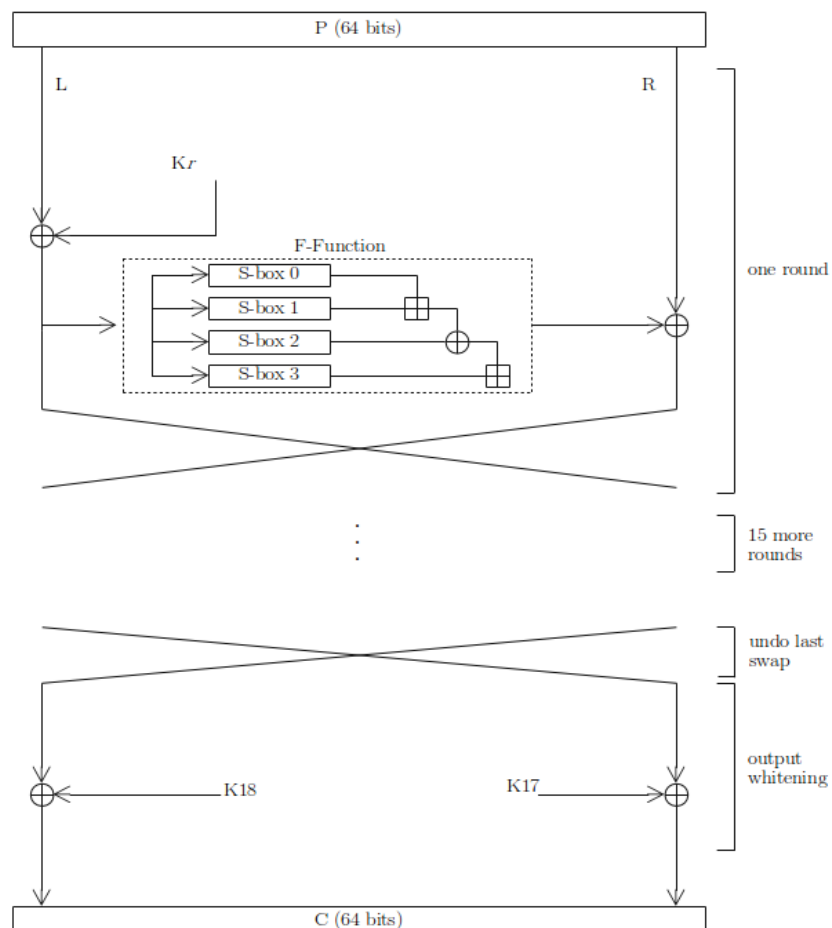 P (64 bits)
L
R
Kr
F-Function
S-box 0
S-box 1
S-box 2
S-box 3
one round
15 more
rounds
undo last
swap
K18
K17
output
whitening
C (64 bits)